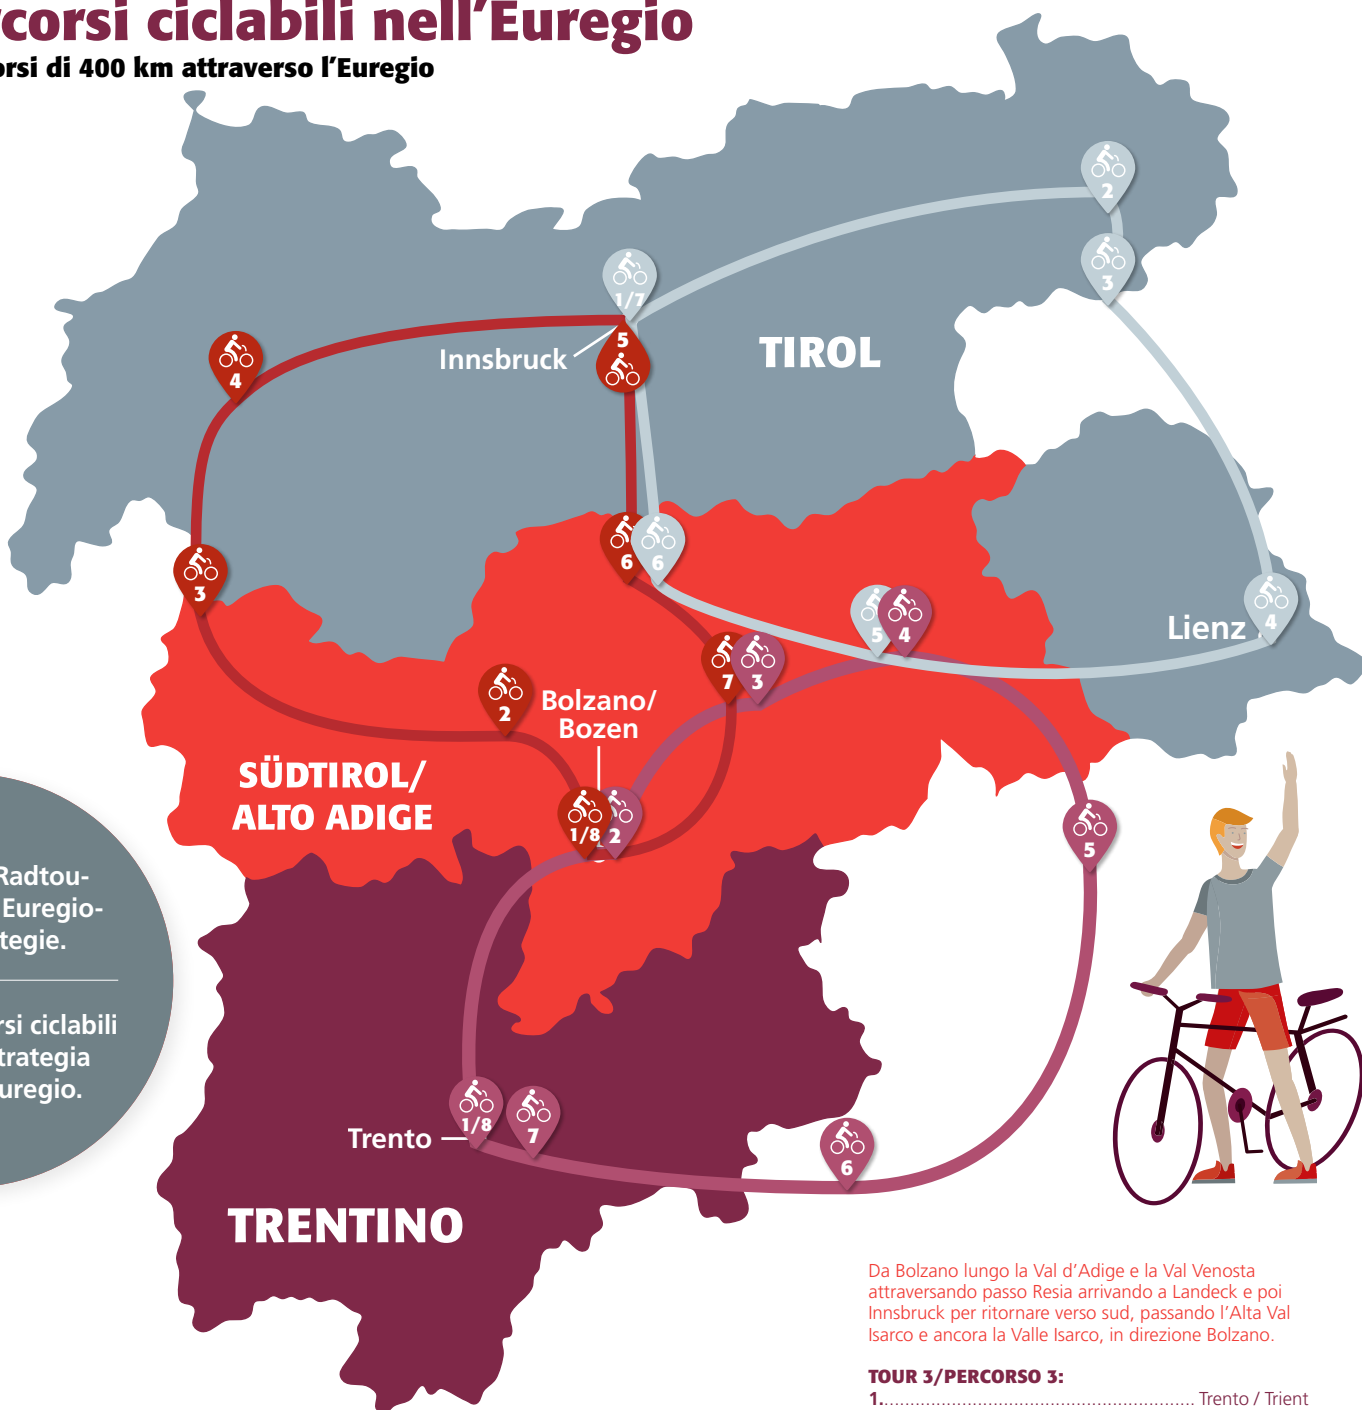 rcorsi ciclabili nell’Euregio
orsi di 400 km attraverso l’Euregio
2
3
1/7
5
Innsbruck
TIROL
4
6
6
3
5
4
4
Lienz
7
3
2
Bolzano/
Bozen
SÜDTIROL/
ALTO ADIGE
1/8
2
5
Radtou-
Euregio-
tegie.
rsi ciclabili
trategia
uregio.
1/8
7
Trento
6
TRENTINO
Da Bolzano lungo la Val d’Adige e la Val Venosta
attraversando passo Resia arrivando a Landeck e poi
Innsbruck per ritornare verso sud, passando l’Alta Val
Isarco e ancora la Valle Isarco, in direzione Bolzano.
TOUR 3/PERCORSO 3:
1............................................................ Trento / Trient